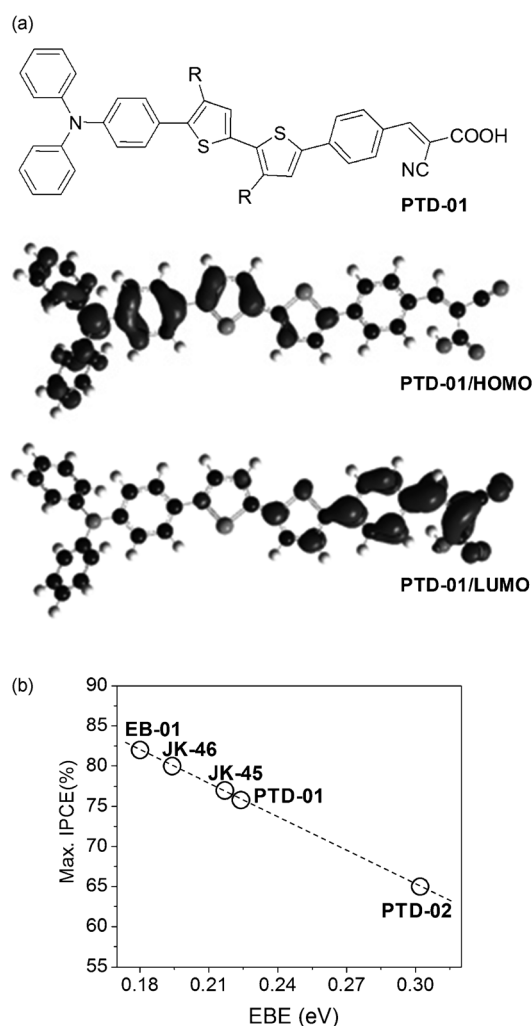 (a)
R
N
S
S
R
COOH
NC
PTD-01
PTD-01/HOMO
PTD-01/LUMO
(b)
90
85
80
75
70
65
60
55
Max. IPCE(%)
EB-01
JK-46
JK-45
PTD-01
PTD-02
0.18
0.21
0.24
0.27
0.30
EBE (eV)